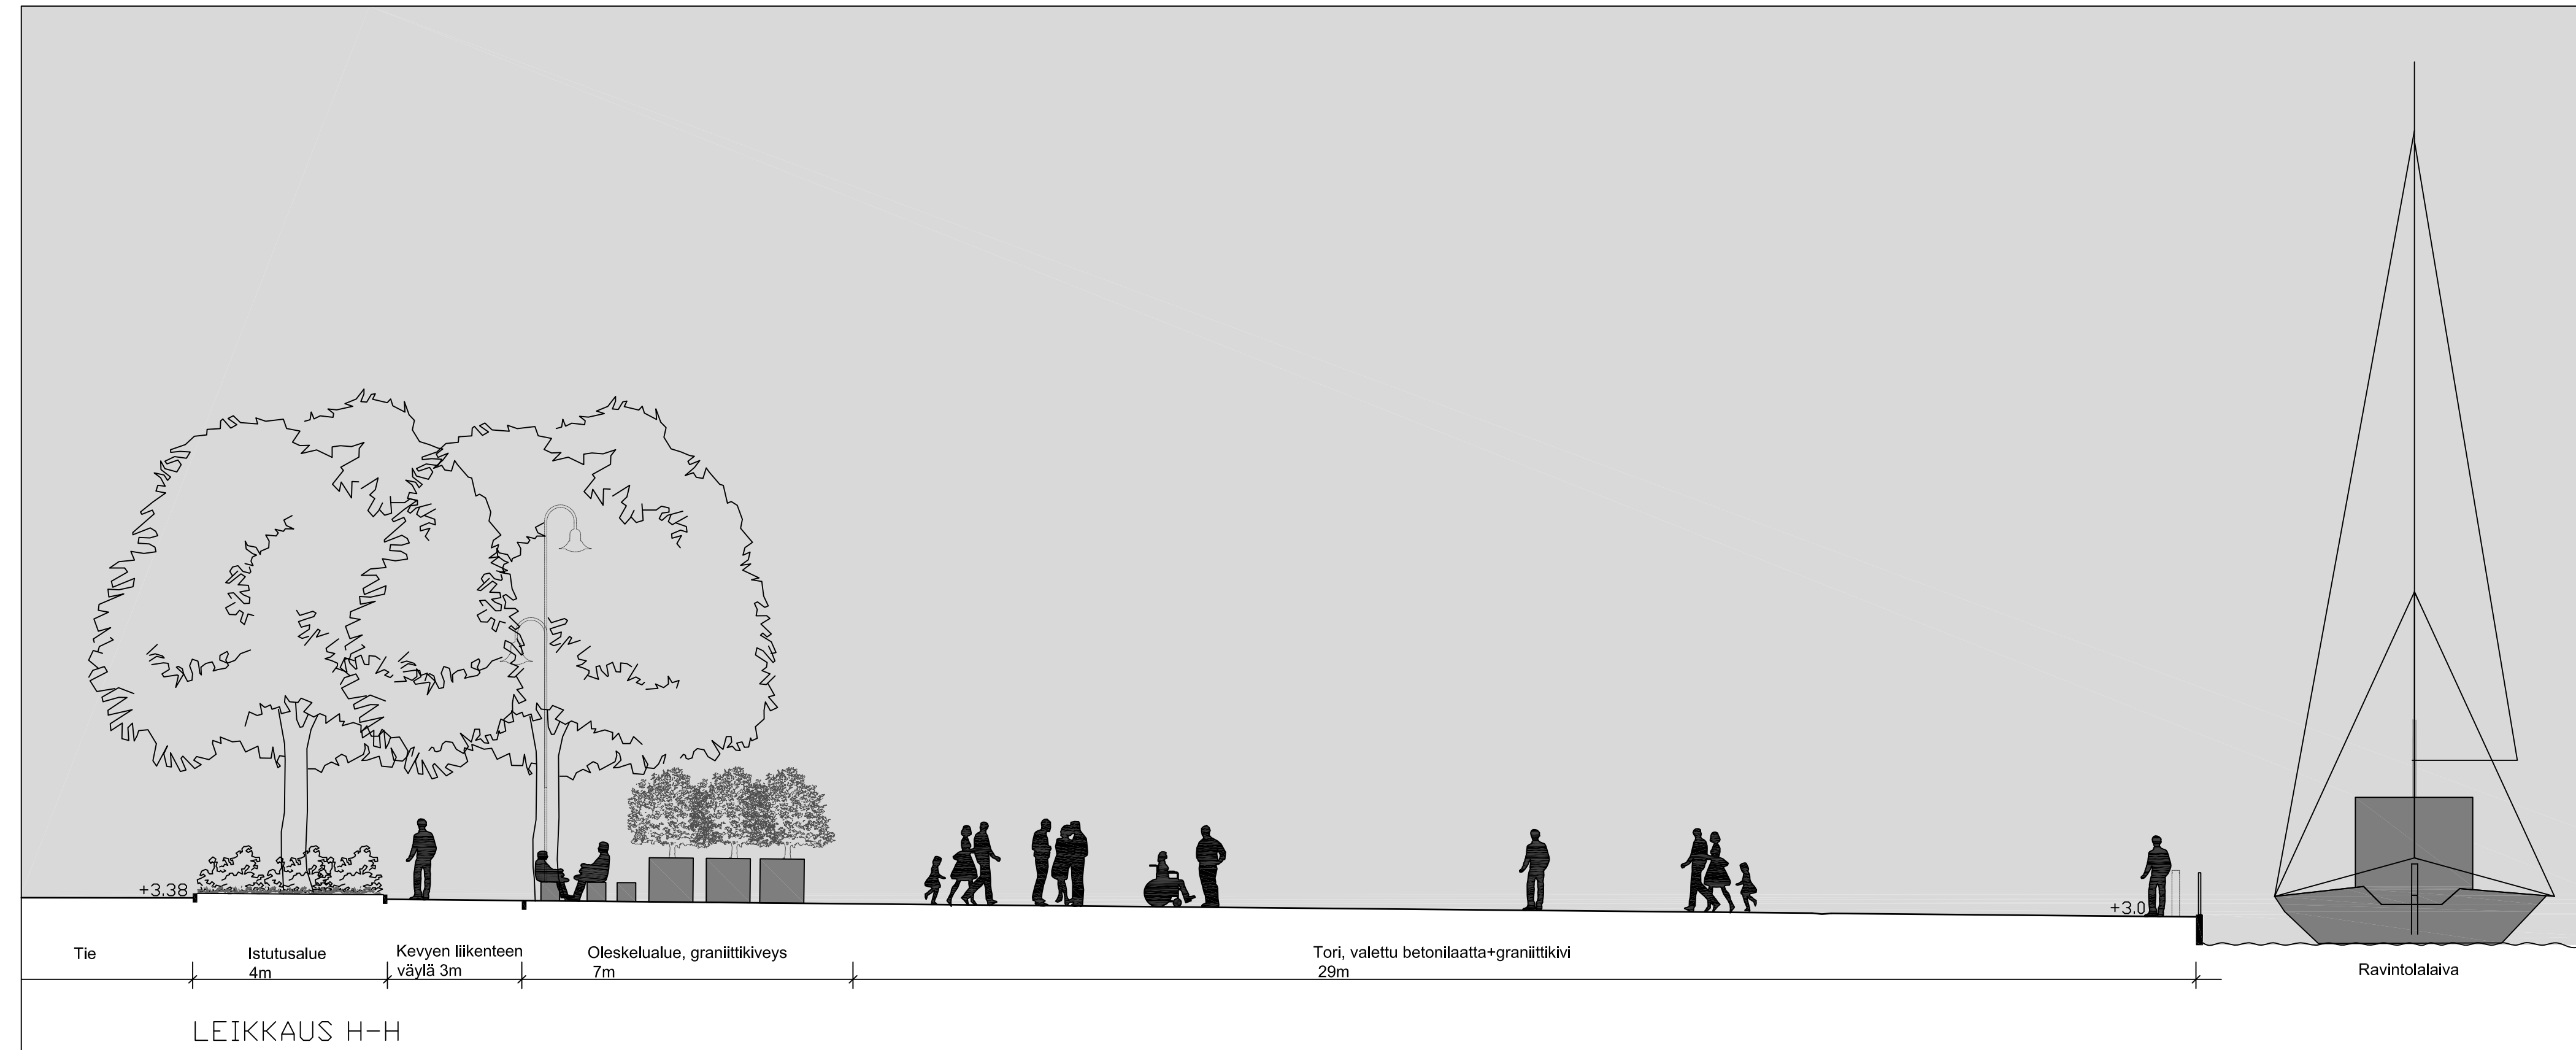 +3.38
+3.0
Tie
Istutusalue
4m
Kevyen liikenteen
väylä 3m
Oleskelualue, graniittikiveys
7m
Tori, valettu betonilaatta+graniittikivi
29m
Ravintolalaiva
LEIKKAUS H-H